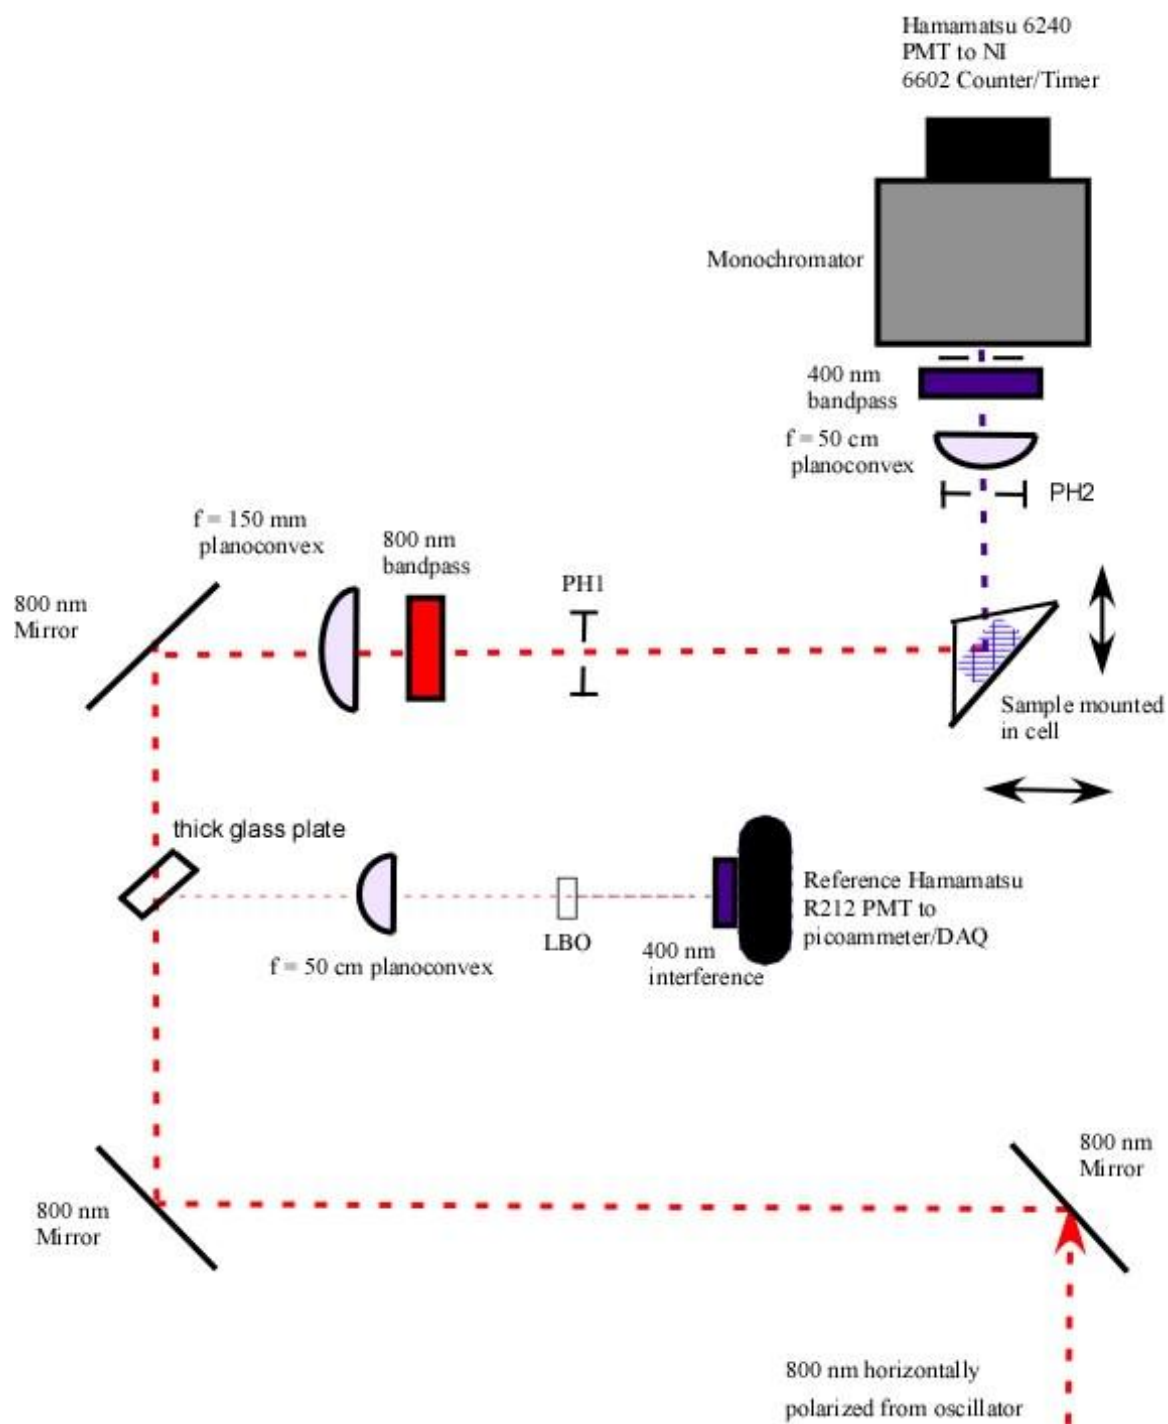 Hamamatsu 6240
PMT to NI
6602 Counter/Timer
Monochromator
400 nm
bandpass
f = 50 cm
planoconvex
PH2
f = 150 mm
planoconvex
800 nm
bandpass
PH1
800 nm
Mirror
Sample mounted
in cell
thick glass plate
Reference Hamamatsu
R212 PMT to
picoammeter/DAQ
LBO
400 nm
interference
f = 50 cm planoconvex
800 nm
Mirror
800 nm
Mirror
800 nm horizontally
polarized from oscillator